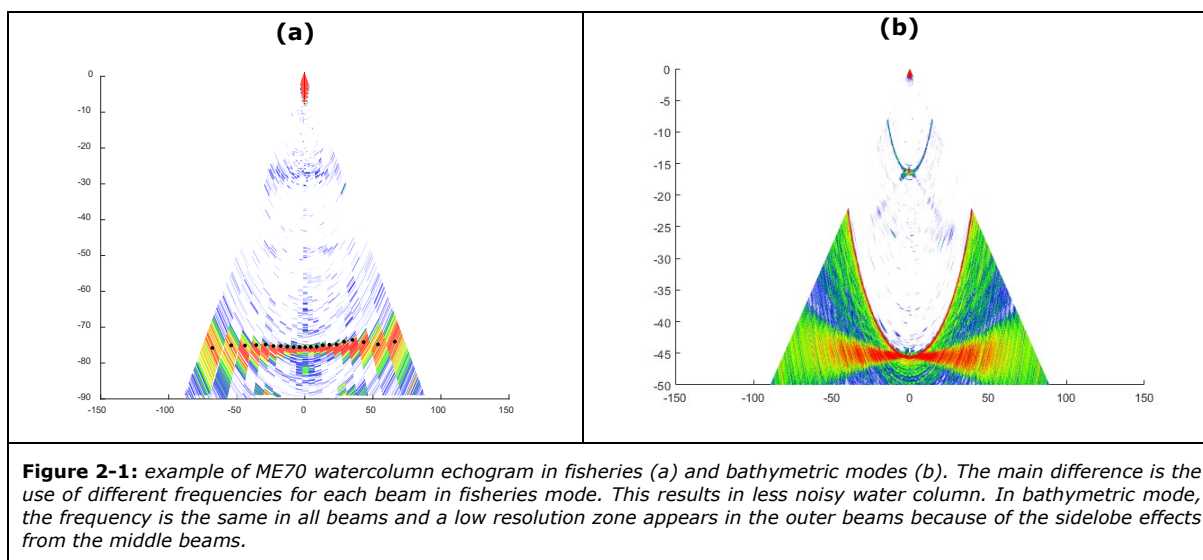 (a)
0
-10
-20
-30
-40
-50
-60
-70
-80
-90
-150 -100 -50 0 50 100 150
(b)
0
-5
-10
-15
-20
-25
-30
-35
-40
-45
-50
-150 -100 -50 0 50 100 150
Figure 2-1: example of ME70 watercolumn echogram in fisheries (a) and bathymetric modes (b). The main difference is the
use of different frequencies for each beam in fisheries mode. This results in less noisy water column. In bathymetric mode,
the frequency is the same in all beams and a low resolution zone appears in the outer beams because of the sidelobe effects
from the middle beams.